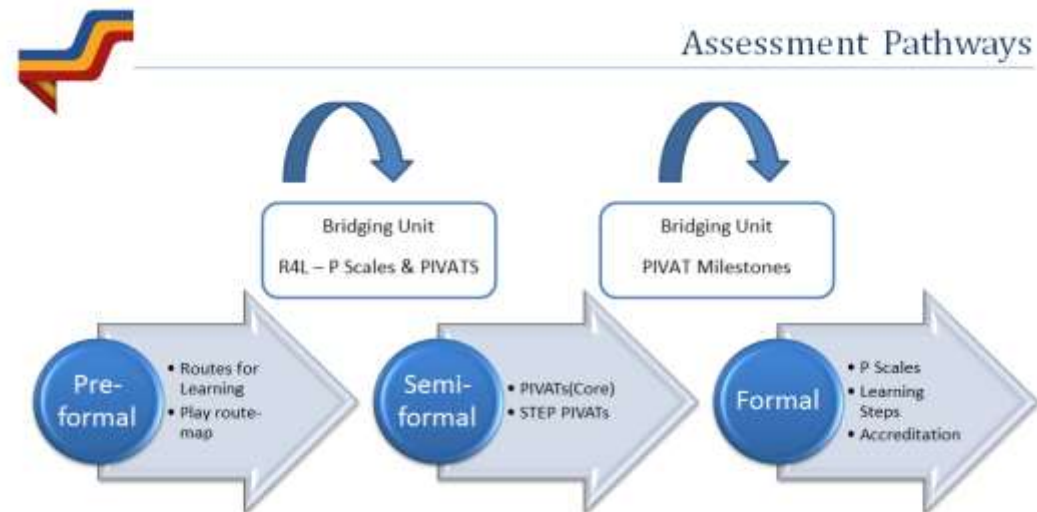 Assessment Pathways
Bridging Unit
R4L – P Scales & PIVATS
Bridging Unit
PIVAT Milestones
Pre-
formal
• Routes for
Learning
• Play route-
map
Semi-
formal
• PIVATs(Core)
• STEP PIVATs
Formal
• P Scales
• Learning
Steps
• Accreditation